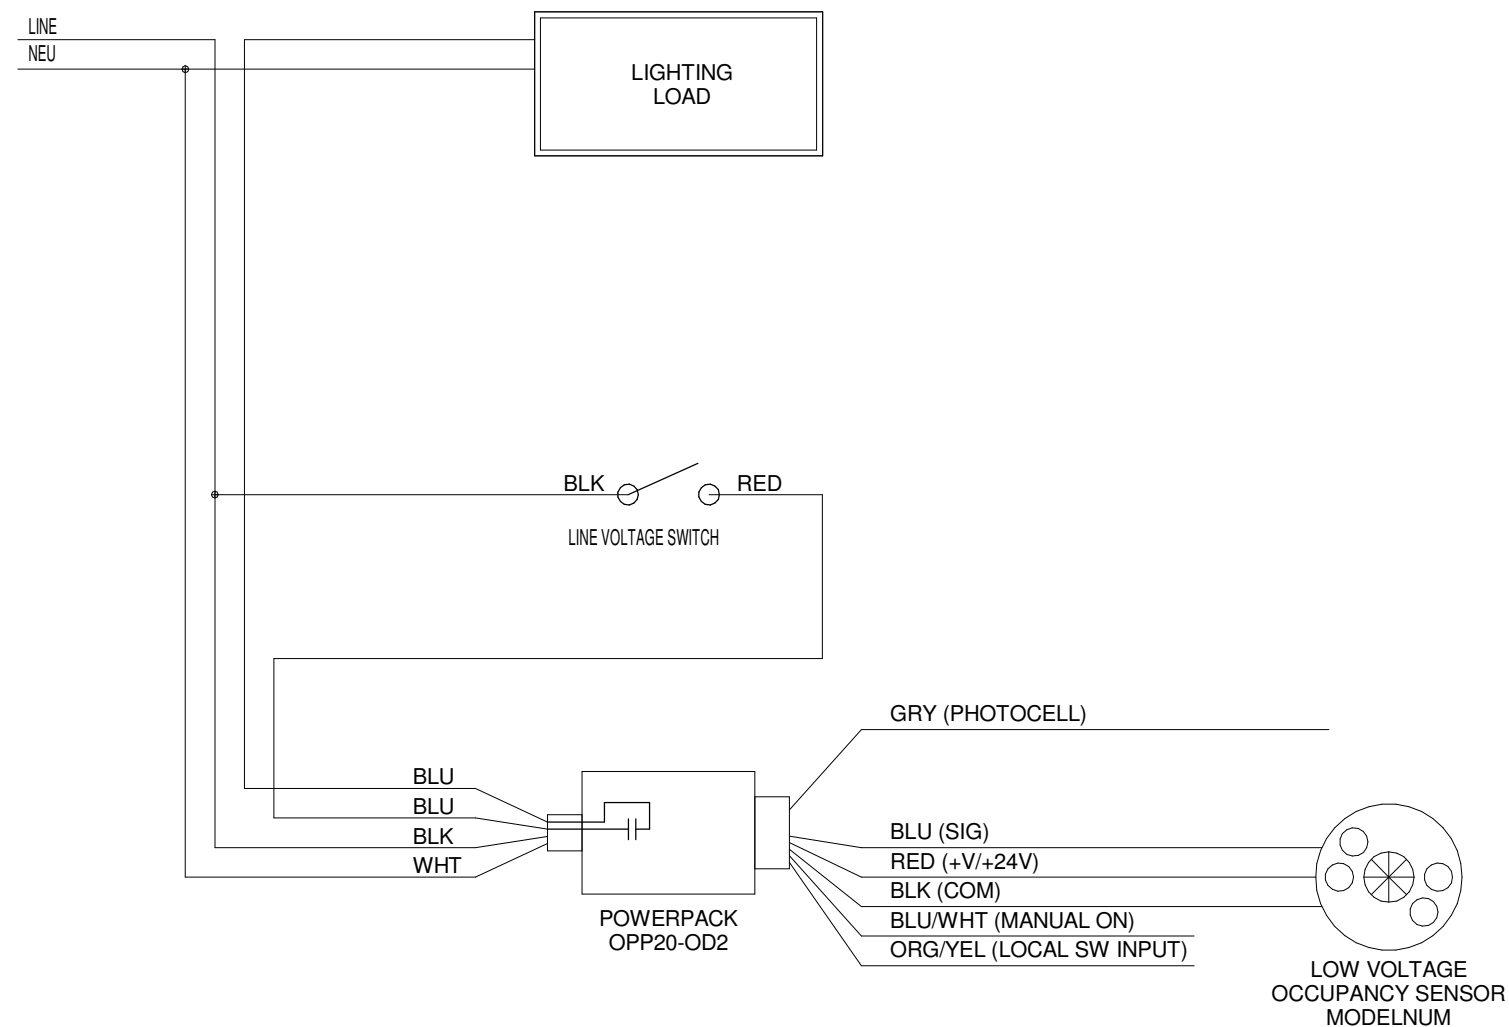 LINE
NEU
LIGHTING
LOAD
BLK
RED
LINE VOLTAGE SWITCH
GRY (PHOTOCELL)
BLU
BLU
BLK
WHT
BLU (SIG)
RED (+V/+24V)
BLK (COM)
BLU/WHT (MANUAL ON)
ORG/YEL (LOCAL SW INPUT)
POWERPACK
OPP20-OD2
LOW VOLTAGE
OCCUPANCY SENSOR
MODELNUM